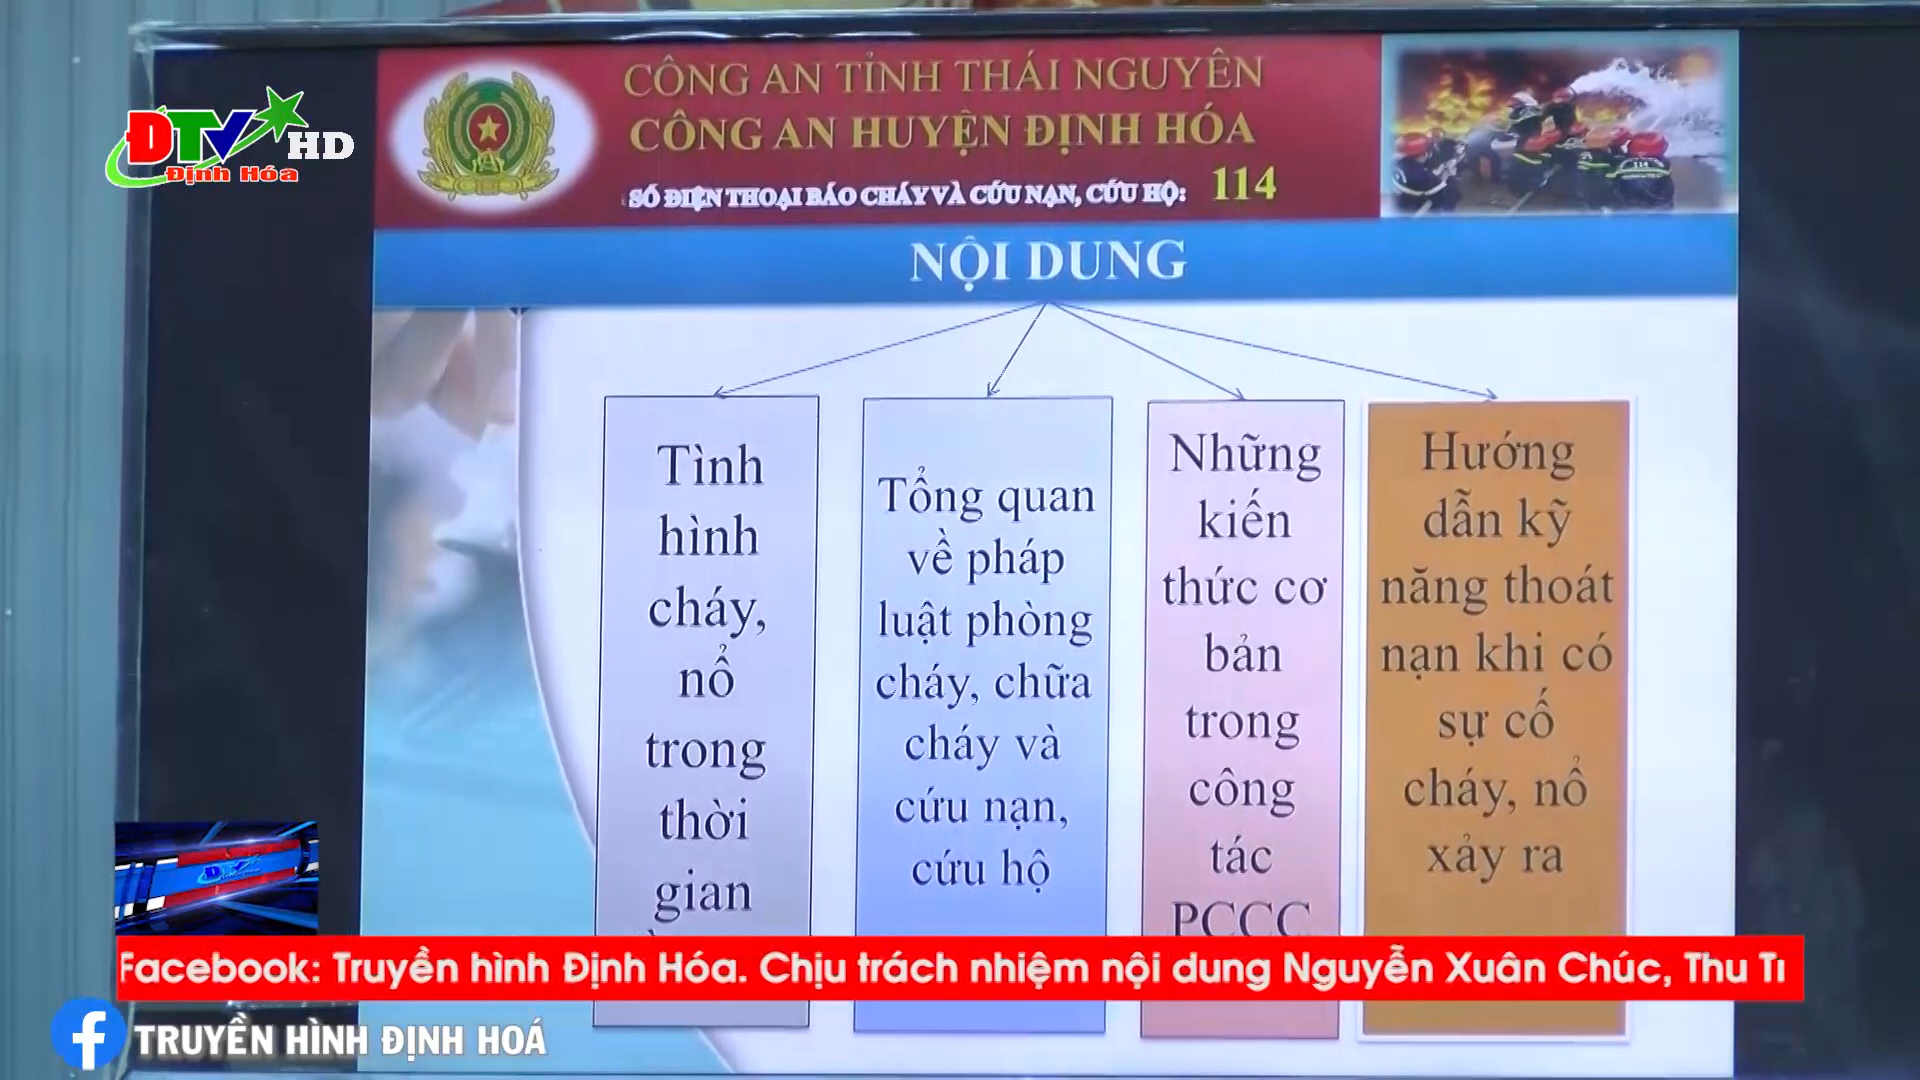 CÔNG AN TỈNH THÁI NGUYÊN
CÔNG AN HUYỆN ĐỊNH HÓA
SỐ ĐIỆN THOẠI BÁO CHÁY VÀ CỨU NẠN, CỨU HỘ: 114
ĐTV HD
Định Hóa
NỘI DUNG
Tình
hình
cháy,
nổ
trong
thời
gian
Tổng quan
về pháp
luật phòng
cháy, chữa
cháy và
cứu nạn,
cứu hộ
Những
kiến
thức cơ
bản
trong
công
tác
PCCC
Hướng
dẫn kỹ
năng thoát
nạn khi có
sự cố
cháy, nổ
xảy ra
ĐTV
Facebook: Truyền hình Định Hóa. Chịu trách nhiệm nội dung Nguyễn Xuân Chúc, Thu
TRUYỀN HÌNH ĐỊNH HOÁ